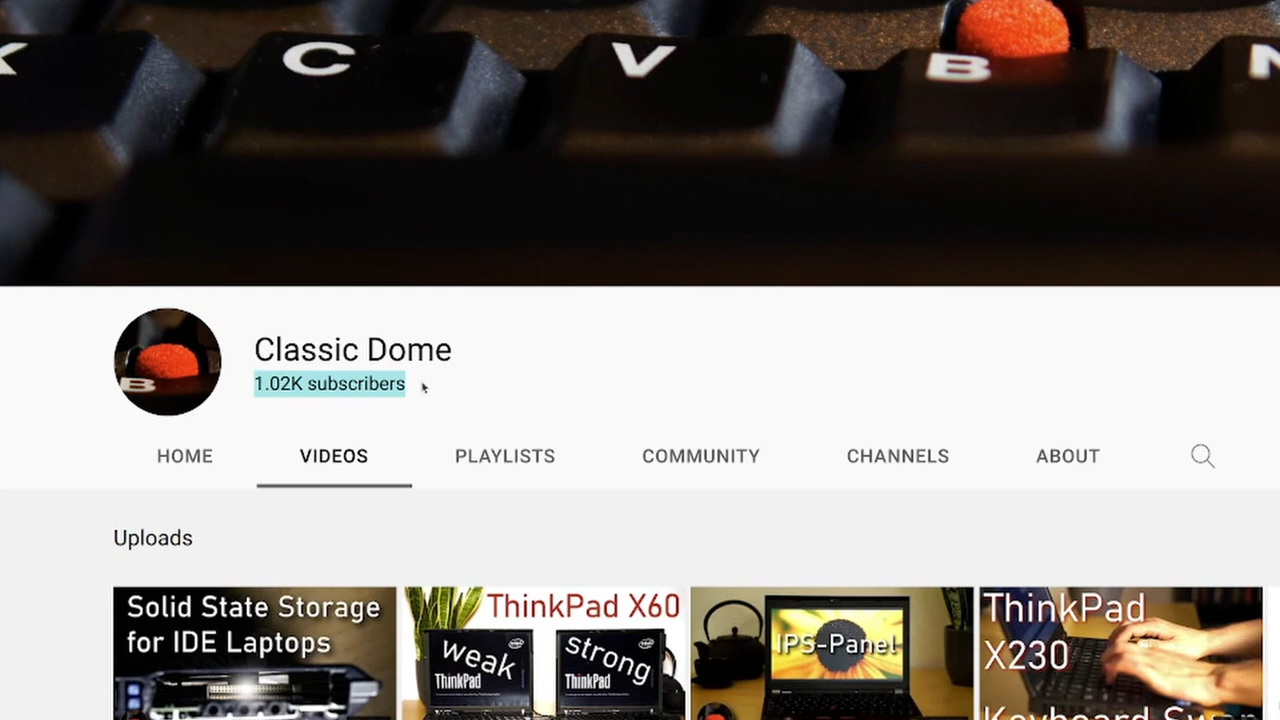 X C V B N
B
Classic Dome
1.02K subscribers
HOME VIDEOS PLAYLISTS COMMUNITY CHANNELS ABOUT
Uploads
Solid State Storage
for IDE Laptops
ThinkPad X60
weak
ThinkPad
strong
ThinkPad
IPS-Panel
ThinkPad
X230
Keyboard